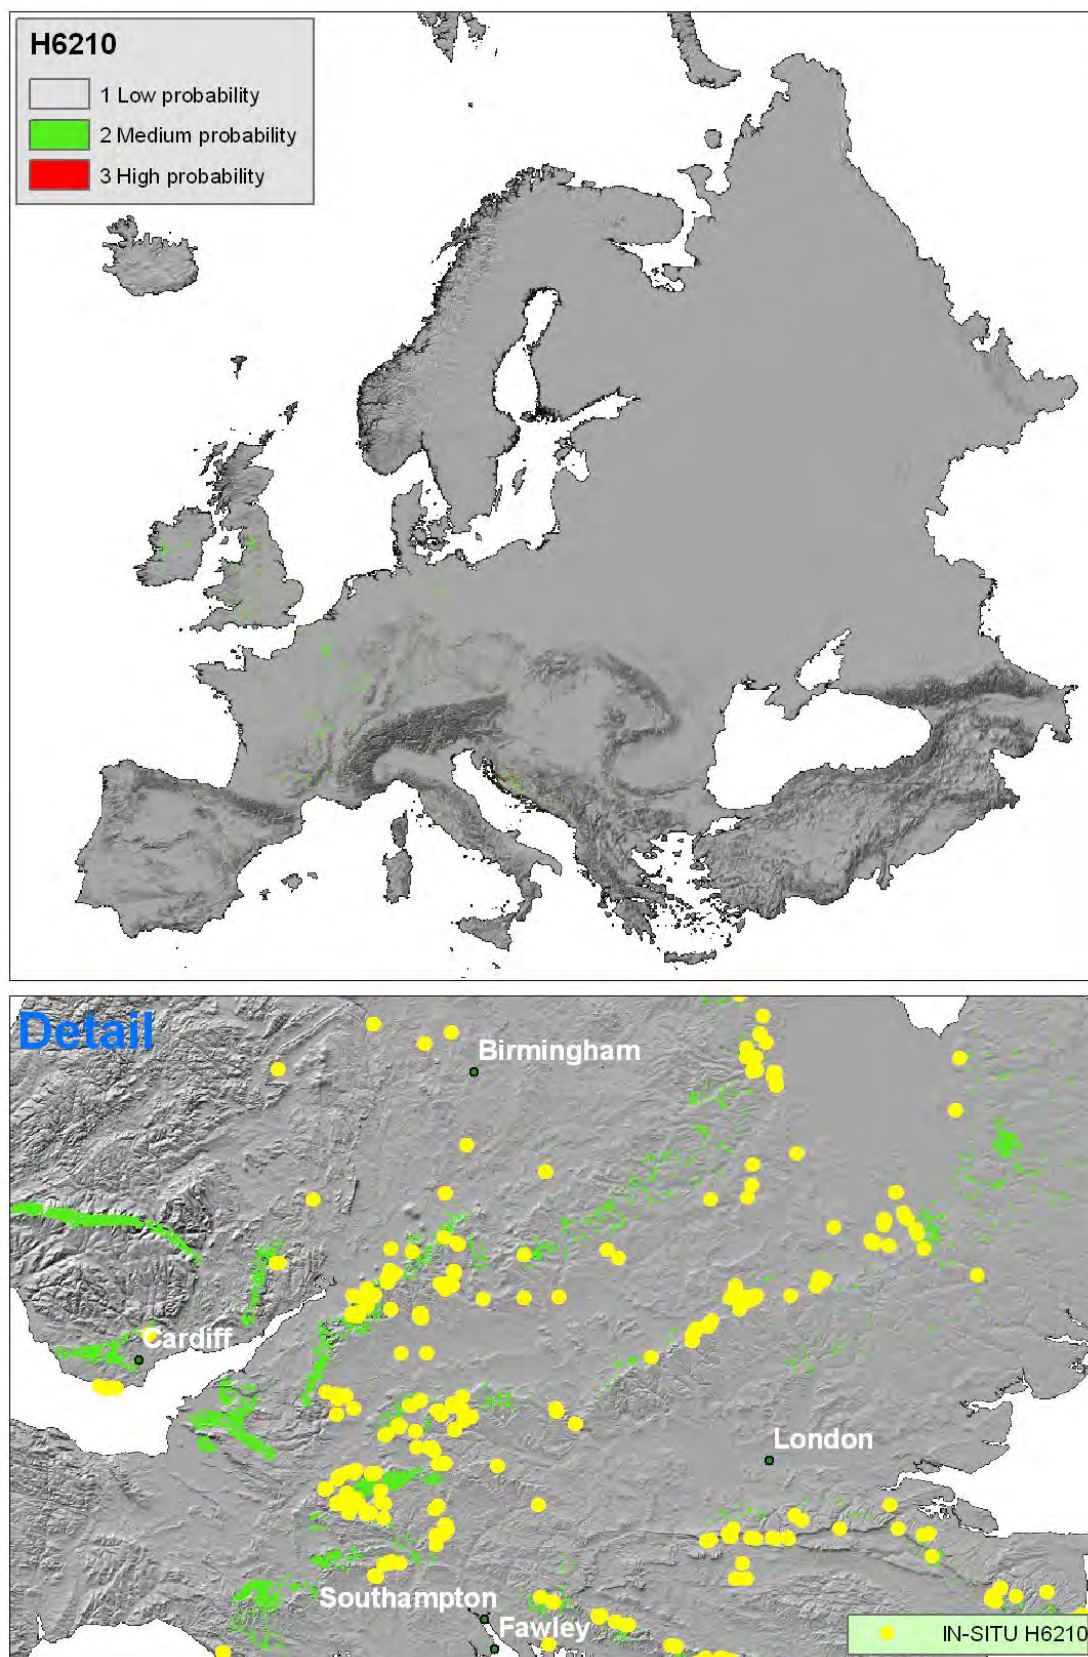 H6210
1 Low probability
2 Medium probability
3 High probability
Detail
Birmingham
Cardiff
London
Southampton
Fawley
IN-SITU H6210